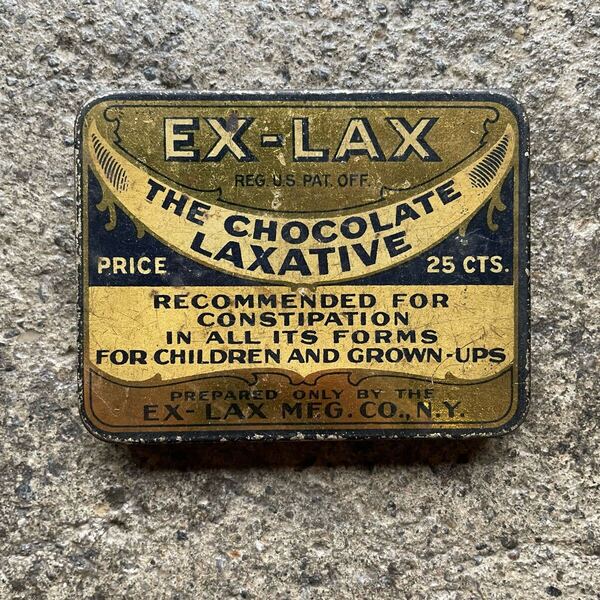 EX-LAX
REG. U.S. PAT. OFF.
THE CHOCOLATE
LAXATIVE
PRICE 25 CTS.
RECOMMENDED FOR
CONSTIPATION
IN ALL ITS FORMS
FOR CHILDREN AND GROWN-UPS
PREPARED ONLY BY THE
EX-LAX MFG. CO., N.Y.